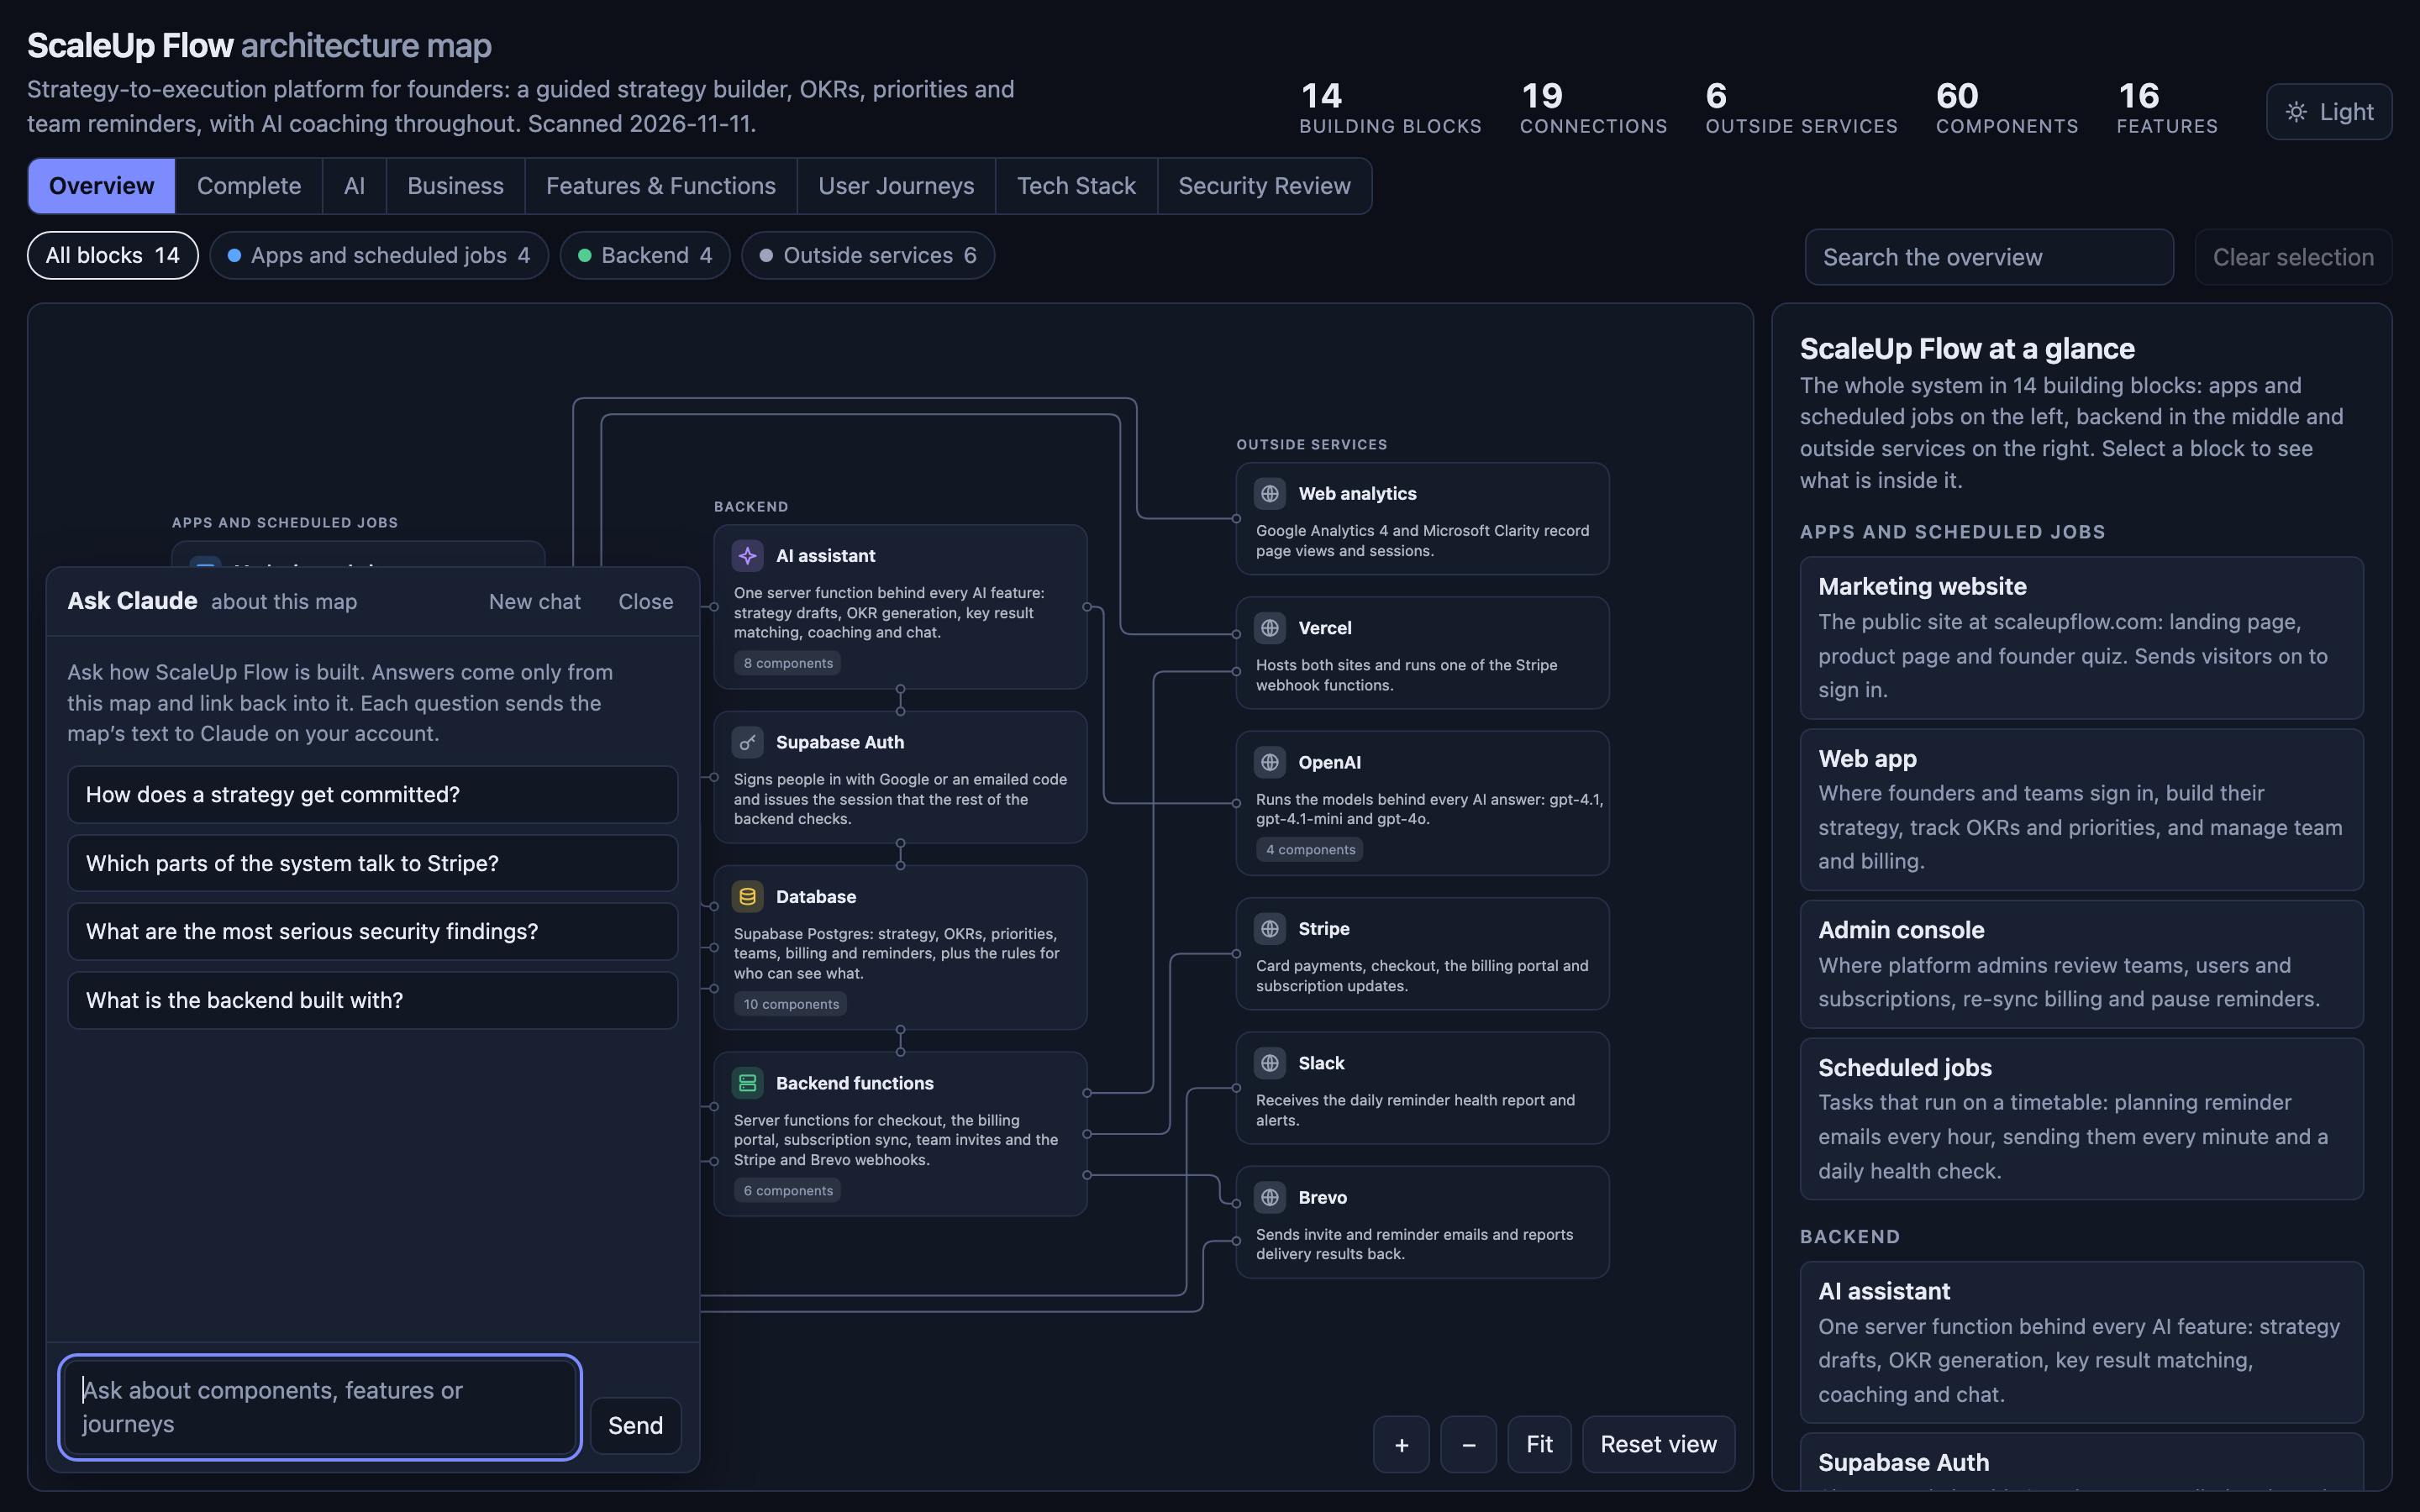 ScaleUp Flow architecture map
Strategy-to-execution platform for founders: a guided strategy builder, OKRs, priorities and
team reminders, with AI coaching throughout. Scanned 2026-11-11.
14
BUILDING BLOCKS
19
CONNECTIONS
6
OUTSIDE SERVICES
60
COMPONENTS
16
FEATURES
Light
Overview
Complete
AI
Business
Features & Functions
User Journeys
Tech Stack
Security Review
All blocks 14
Apps and scheduled jobs 4
Backend 4
Outside services 6
Search the overview
Clear selection
APPS AND SCHEDULED JOBS
Ask Claude about this map
New chat
Close
Ask how ScaleUp Flow is built. Answers come only from
this map and link back into it. Each question sends the
map’s text to Claude on your account.
How does a strategy get committed?
Which parts of the system talk to Stripe?
What are the most serious security findings?
What is the backend built with?
Ask about components, features or
journeys
Send
BACKEND
AI assistant
One server function behind every AI feature:
strategy drafts, OKR generation, key result
matching, coaching and chat.
8 components
Supabase Auth
Signs people in with Google or an emailed code
and issues the session that the rest of the
backend checks.
Database
Supabase Postgres: strategy, OKRs, priorities,
teams, billing and reminders, plus the rules for
who can see what.
10 components
Backend functions
Server functions for checkout, the billing
portal, subscription sync, team invites and the
Stripe and Brevo webhooks.
6 components
OUTSIDE SERVICES
Web analytics
Google Analytics 4 and Microsoft Clarity record
page views and sessions.
Vercel
Hosts both sites and runs one of the Stripe
webhook functions.
OpenAI
Runs the models behind every AI answer: gpt-4.1,
gpt-4.1-mini and gpt-4o.
4 components
Stripe
Card payments, checkout, the billing portal and
subscription updates.
Slack
Receives the daily reminder health report and
alerts.
Brevo
Sends invite and reminder emails and reports
delivery results back.
+
−
Fit
Reset view
ScaleUp Flow at a glance
The whole system in 14 building blocks: apps and
scheduled jobs on the left, backend in the middle and
outside services on the right. Select a block to see
what is inside it.
APPS AND SCHEDULED JOBS
Marketing website
The public site at scaleupflow.com: landing page,
product page and founder quiz. Sends visitors on to
sign in.
Web app
Where founders and teams sign in, build their
strategy, track OKRs and priorities, and manage team
and billing.
Admin console
Where platform admins review teams, users and
subscriptions, re-sync billing and pause reminders.
Scheduled jobs
Tasks that run on a timetable: planning reminder
emails every hour, sending them every minute and a
daily health check.
BACKEND
AI assistant
One server function behind every AI feature: strategy
drafts, OKR generation, key result matching,
coaching and chat.
Supabase Auth